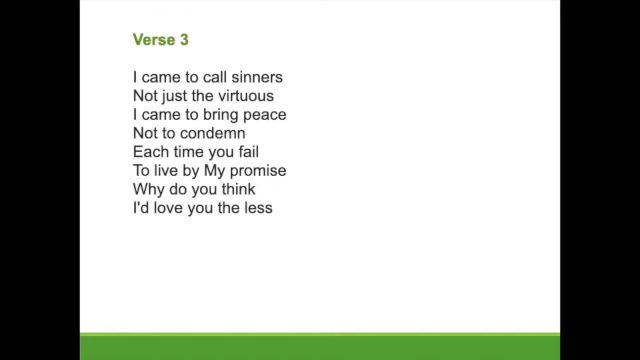 Verse 3
I came to call sinners
Not just the virtuous
I came to bring peace
Not to condemn
Each time you fail
To live by My promise
Why do you think
I'd love you the less